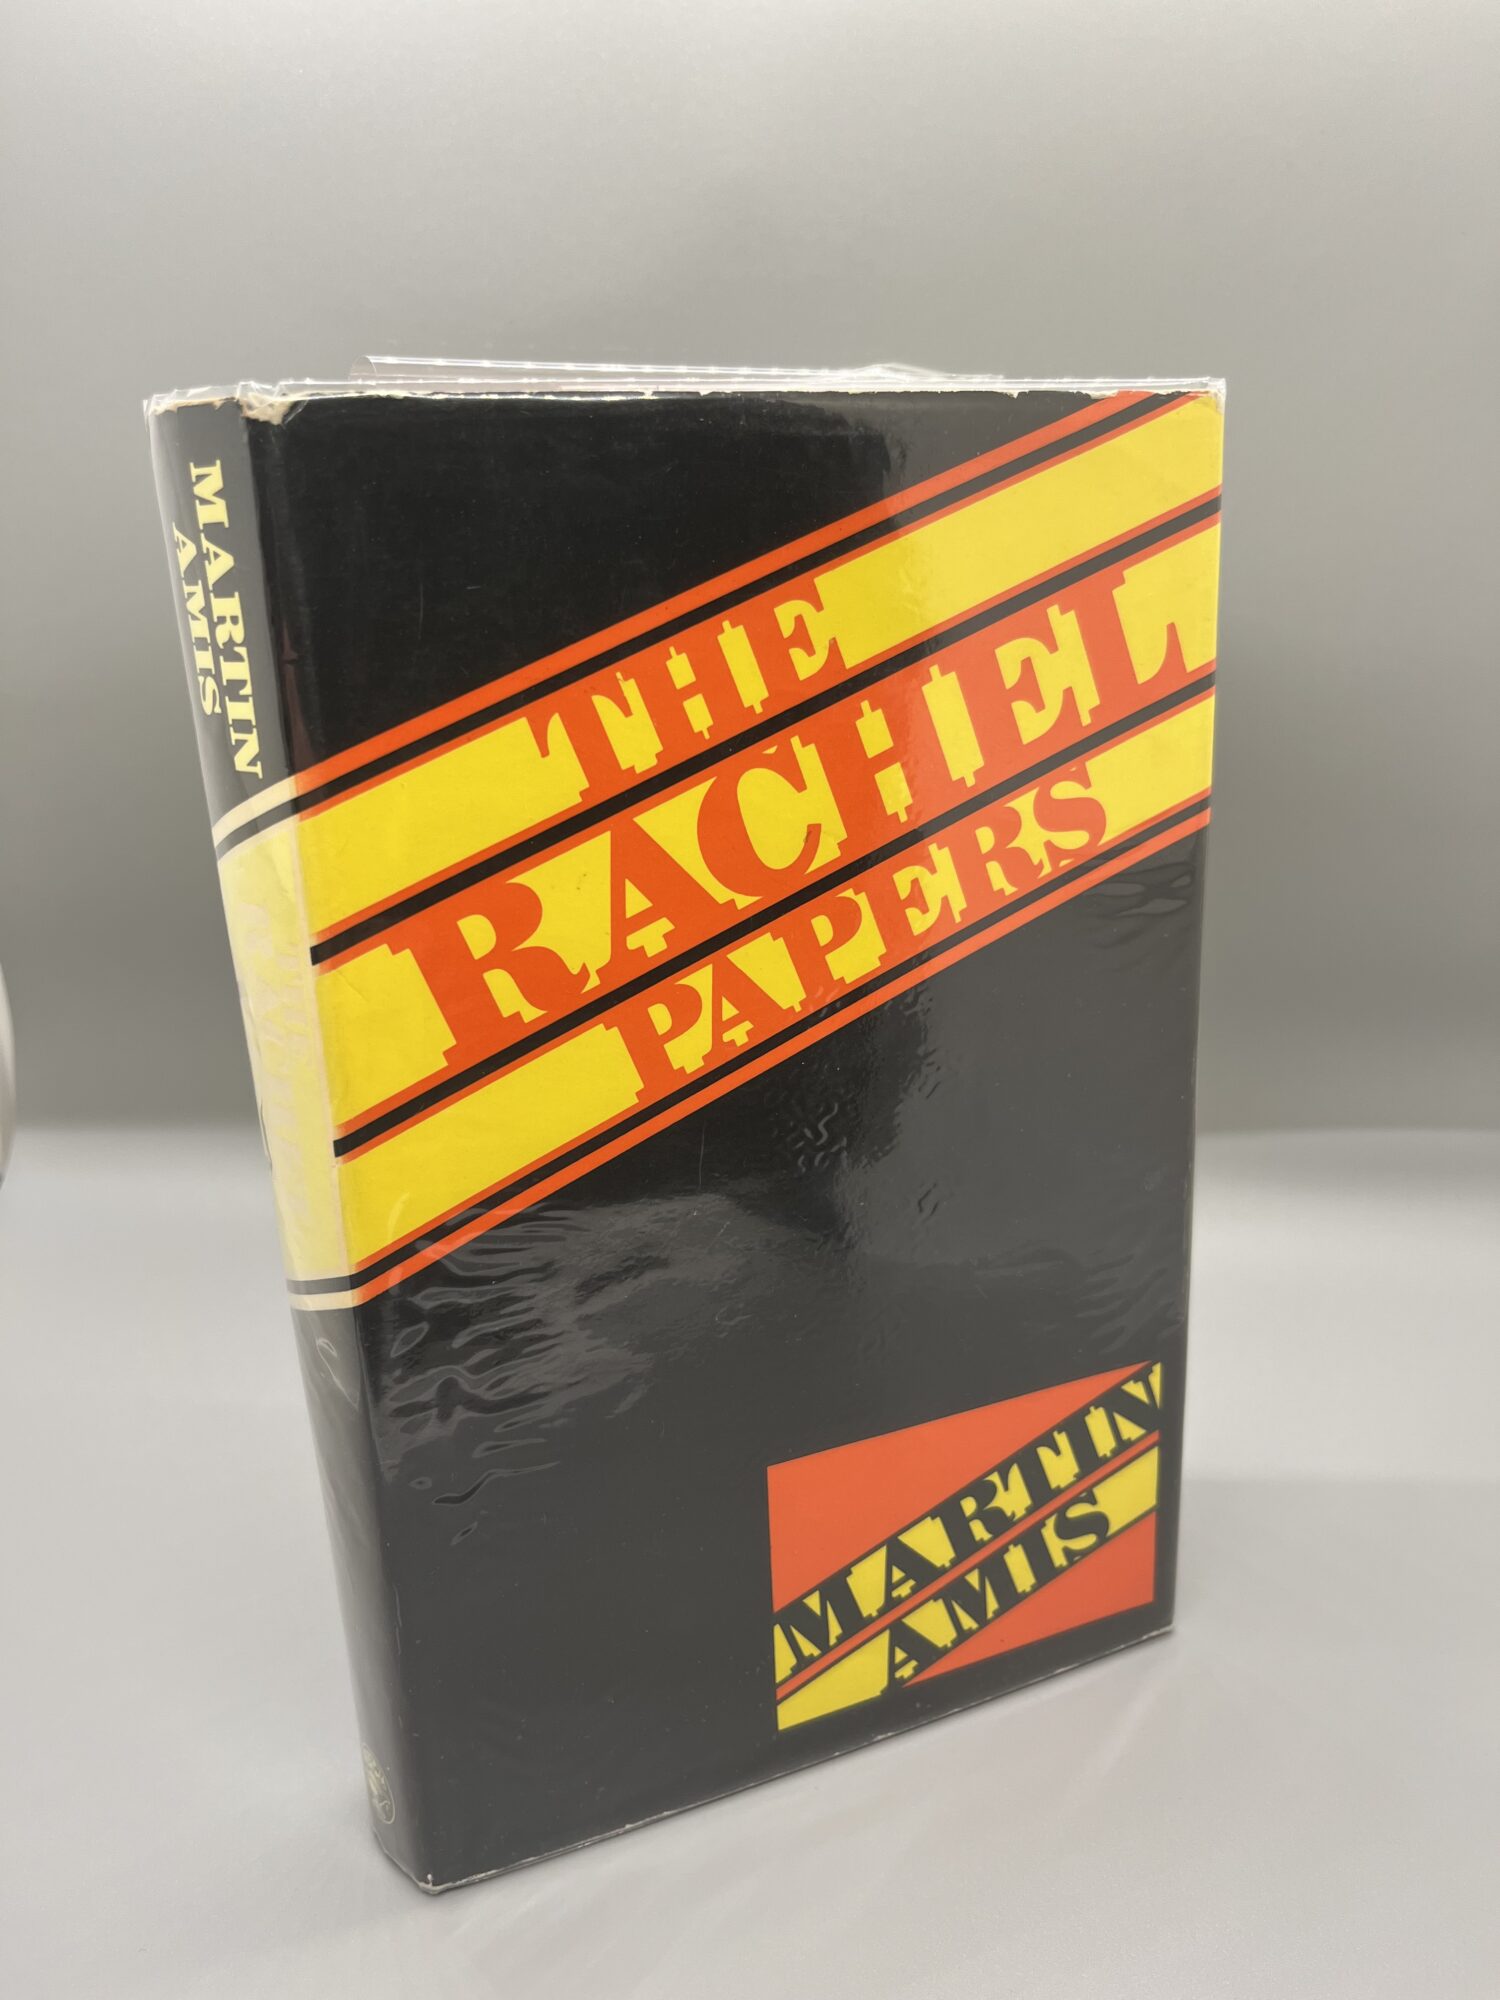 MARTIN
AMIS
THE
RACHEL
PAPERS
MARTIN
AMIS